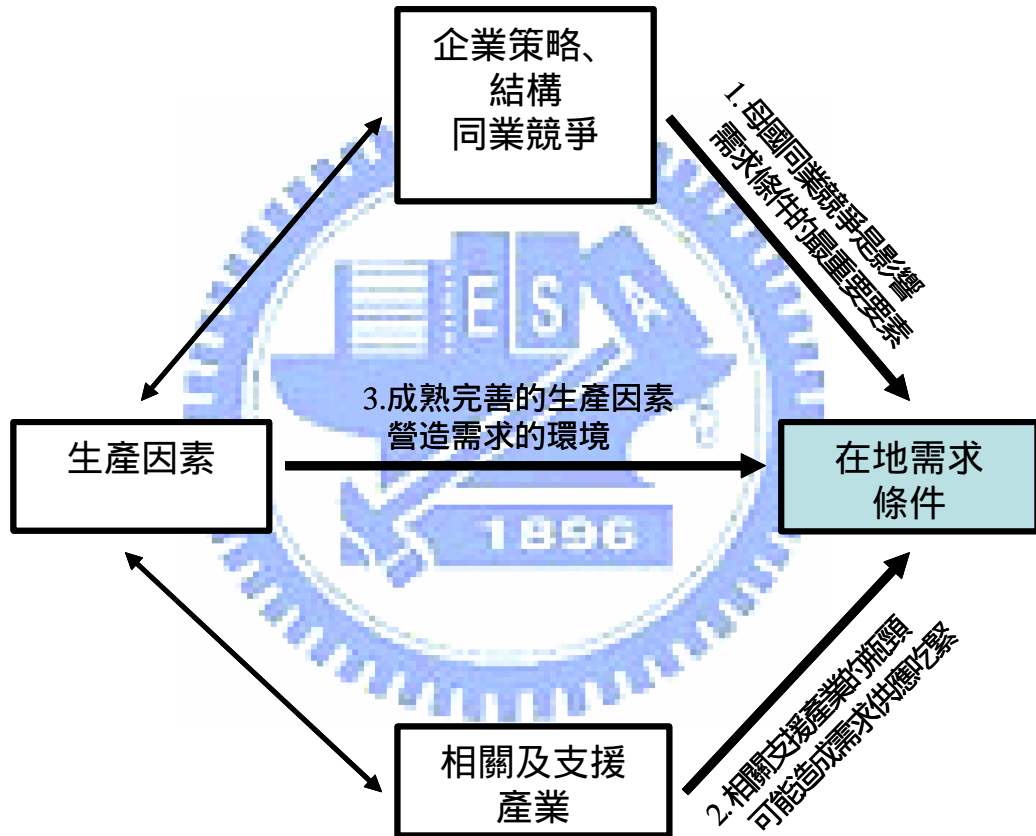 企業策略、
結構
同業競爭
1. 母國同業競爭是影響
需求條件的最重要要素
E S A
3.成熟完善的生產因素
營造需求的環境
生產因素
在地需求
條件
1896
相關及支援
產業
2. 相關支援產業的瓶頸
可能造成需求供應吃緊